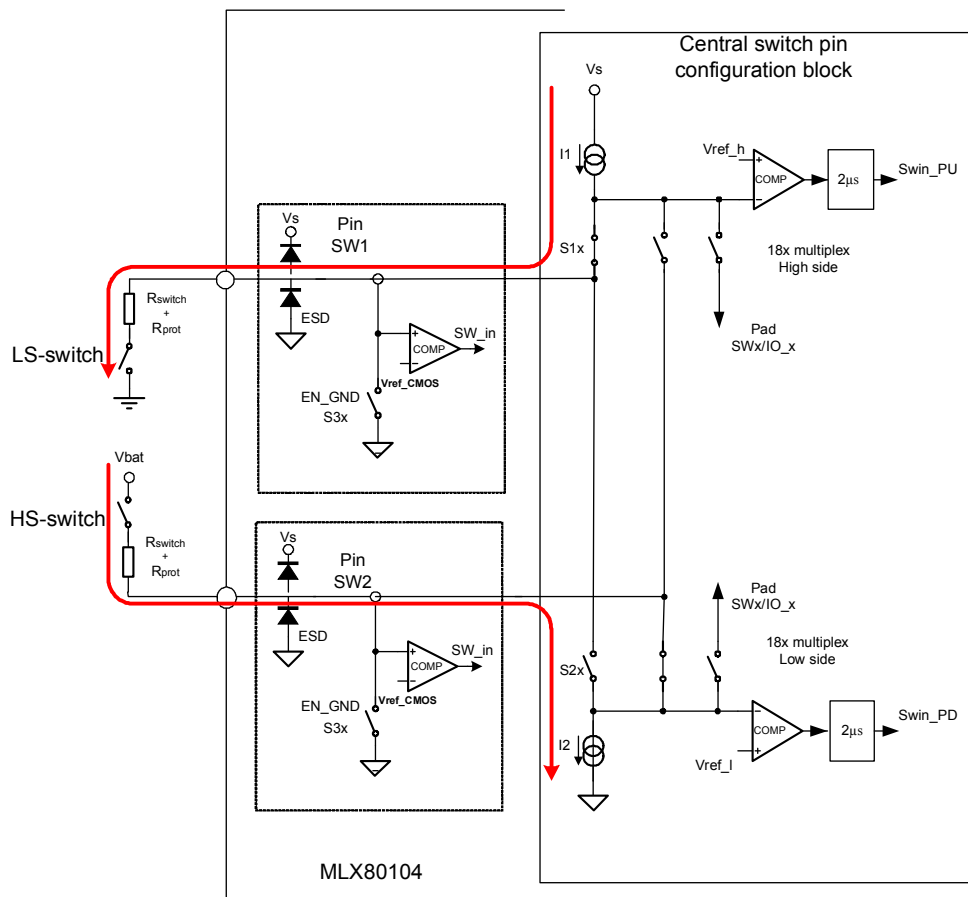 Central switch pin
configuration block
Vs
I1
Vref_h
+
COMP
−
2µs
Swin_PU
S1x
18x multiplex
High side
Pad
SWx/IO_x
Vs
Pin
SW1
ESD
+
COMP
−
SW_in
Vref_CMOS
EN_GND
S3x
Rswitch
+
Rprot
LS-switch
Vbat
HS-switch
Rswitch
+
Rprot
Vs
Pin
SW2
ESD
+
COMP
−
SW_in
Vref_CMOS
EN_GND
S3x
Pad
SWx/IO_x
18x multiplex
Low side
S2x
−
COMP
+
2µs
Swin_PD
I2
Vref_l
MLX80104